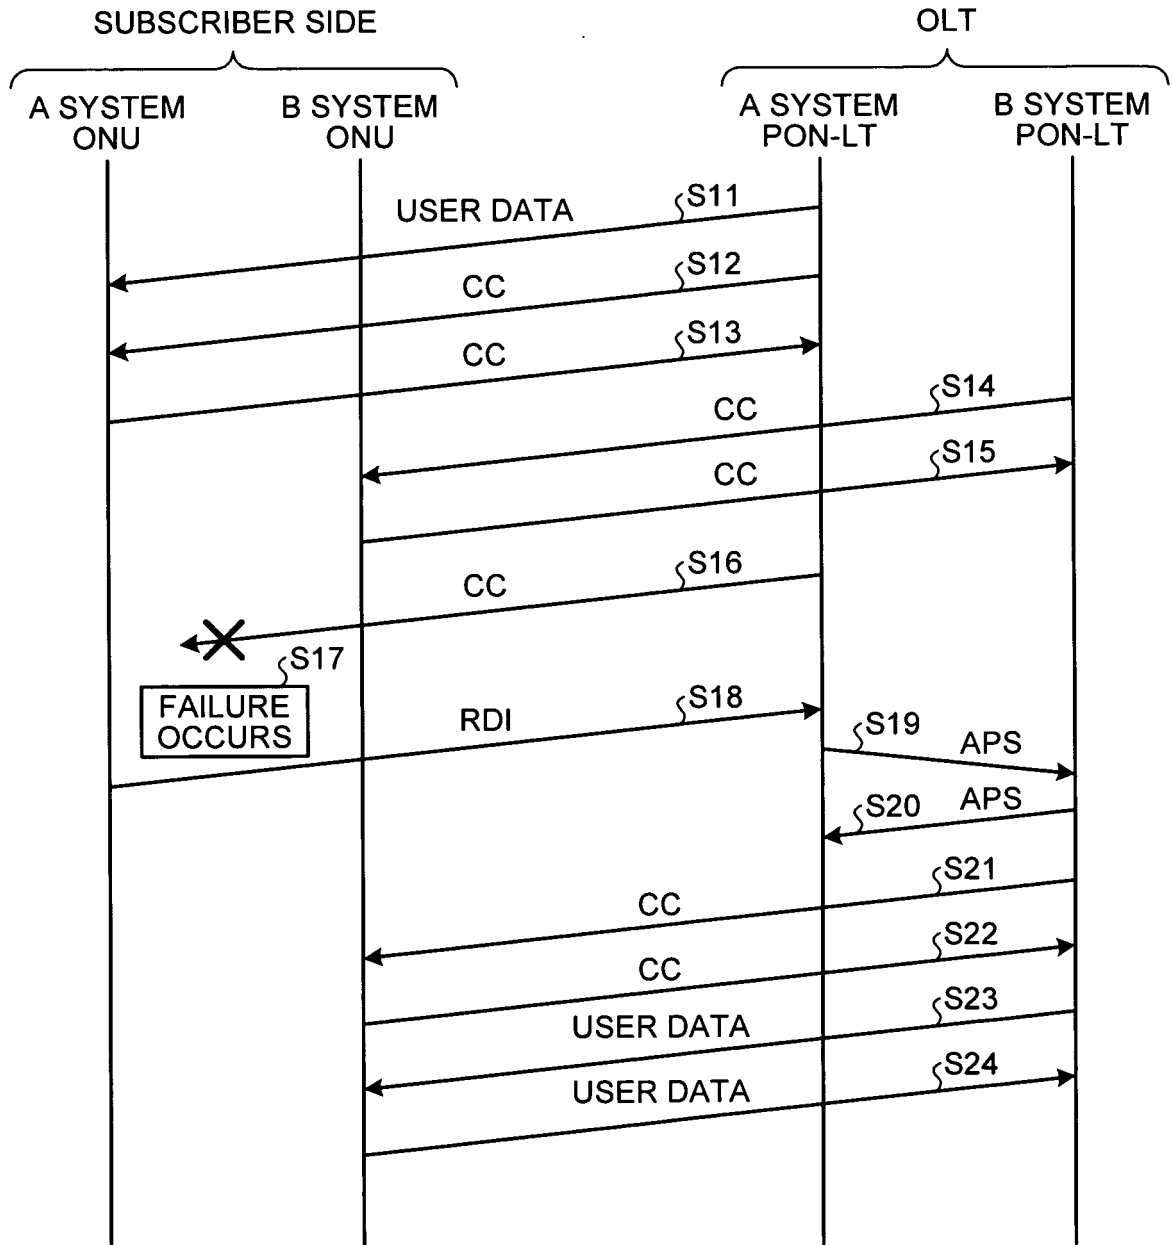 SUBSCRIBER SIDE
OLT
A SYSTEM
ONU
B SYSTEM
ONU
A SYSTEM
PON-LT
B SYSTEM
PON-LT
USER DATA
S11
CC
S12
CC
S13
CC
S14
CC
S15
CC
S16
S17
FAILURE
OCCURS
RDI
S18
S19
APS
S20
APS
CC
S21
CC
S22
USER DATA
S23
USER DATA
S24